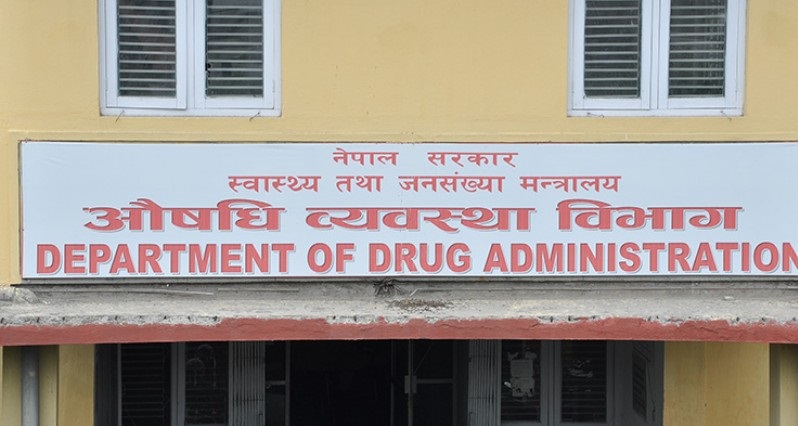 नेपाल सरकार
स्वास्थ्य तथा जनसंख्या मन्त्रालय
औषधि व्यवस्था विभाग
DEPARTMENT OF DRUG ADMINISTRATION